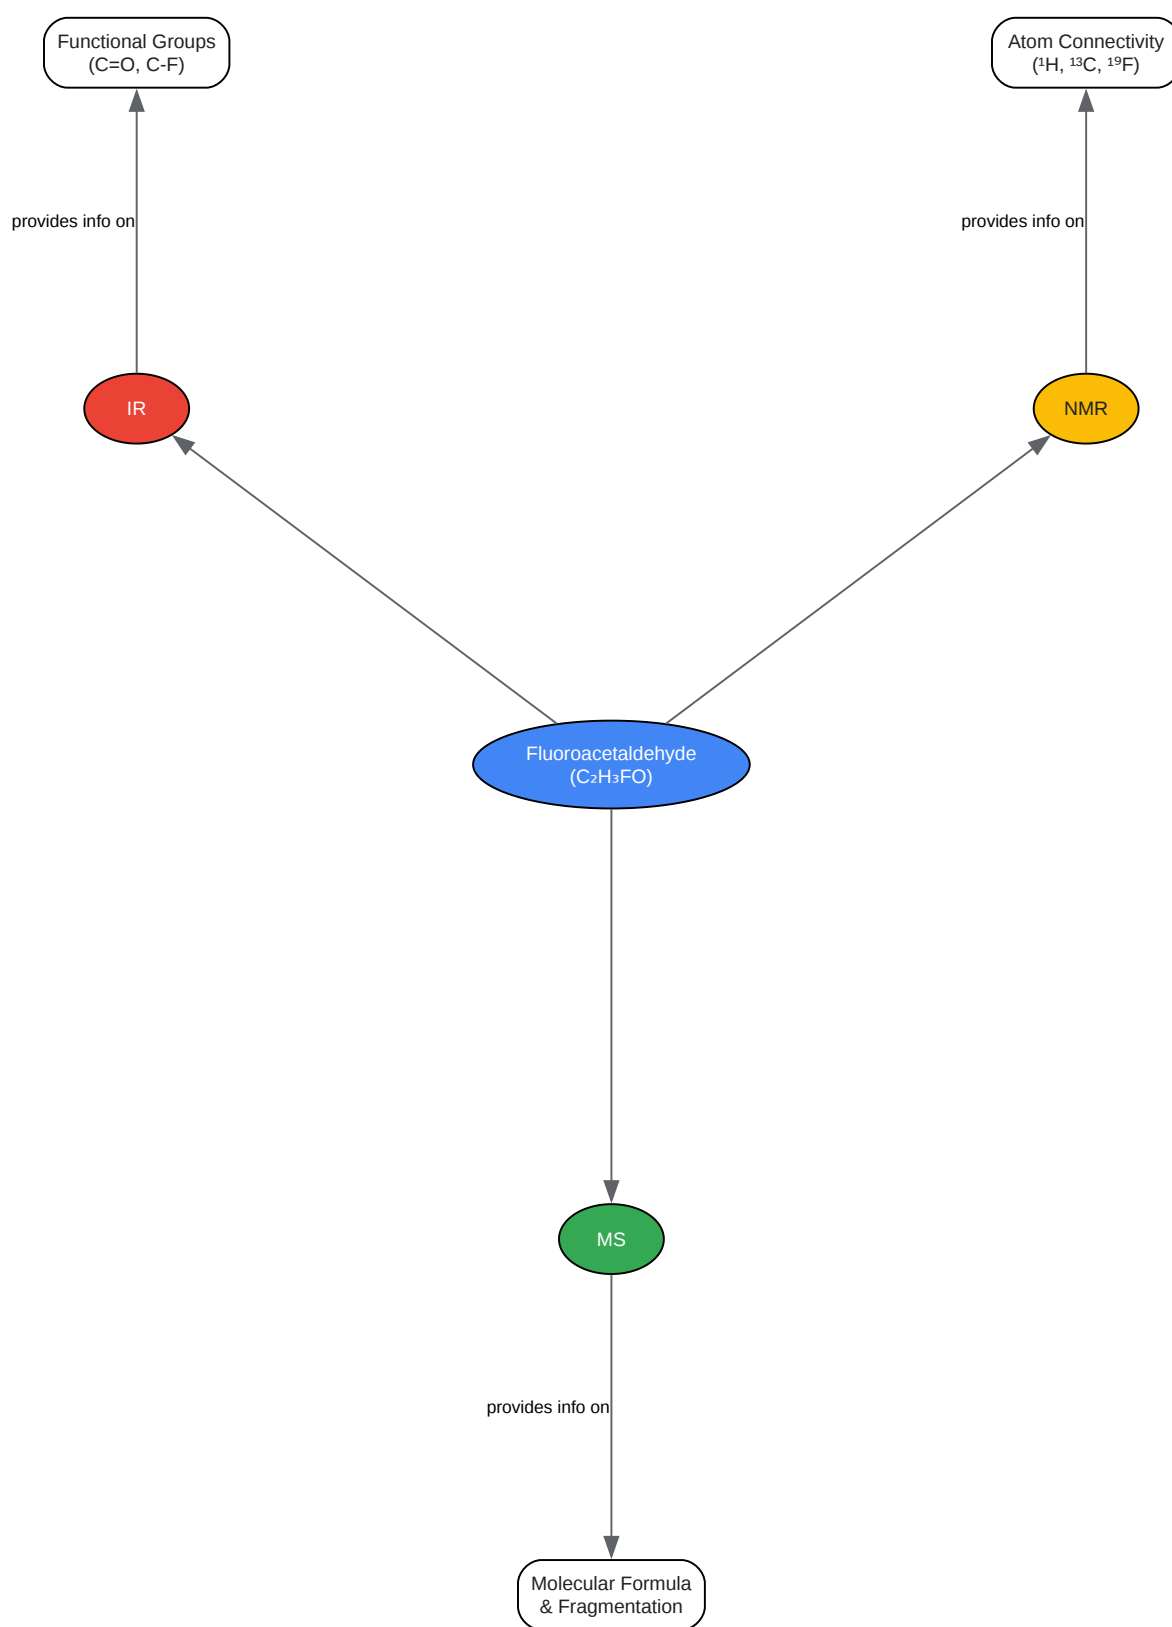 Functional Groups
(C=O, C-F)
Atom Connectivity
(¹H, ¹³C, ¹⁹F)
provides info on
provides info on
IR
NMR
Fluoroacetaldehyde
(C₂H₃FO)
MS
provides info on
Molecular Formula
& Fragmentation